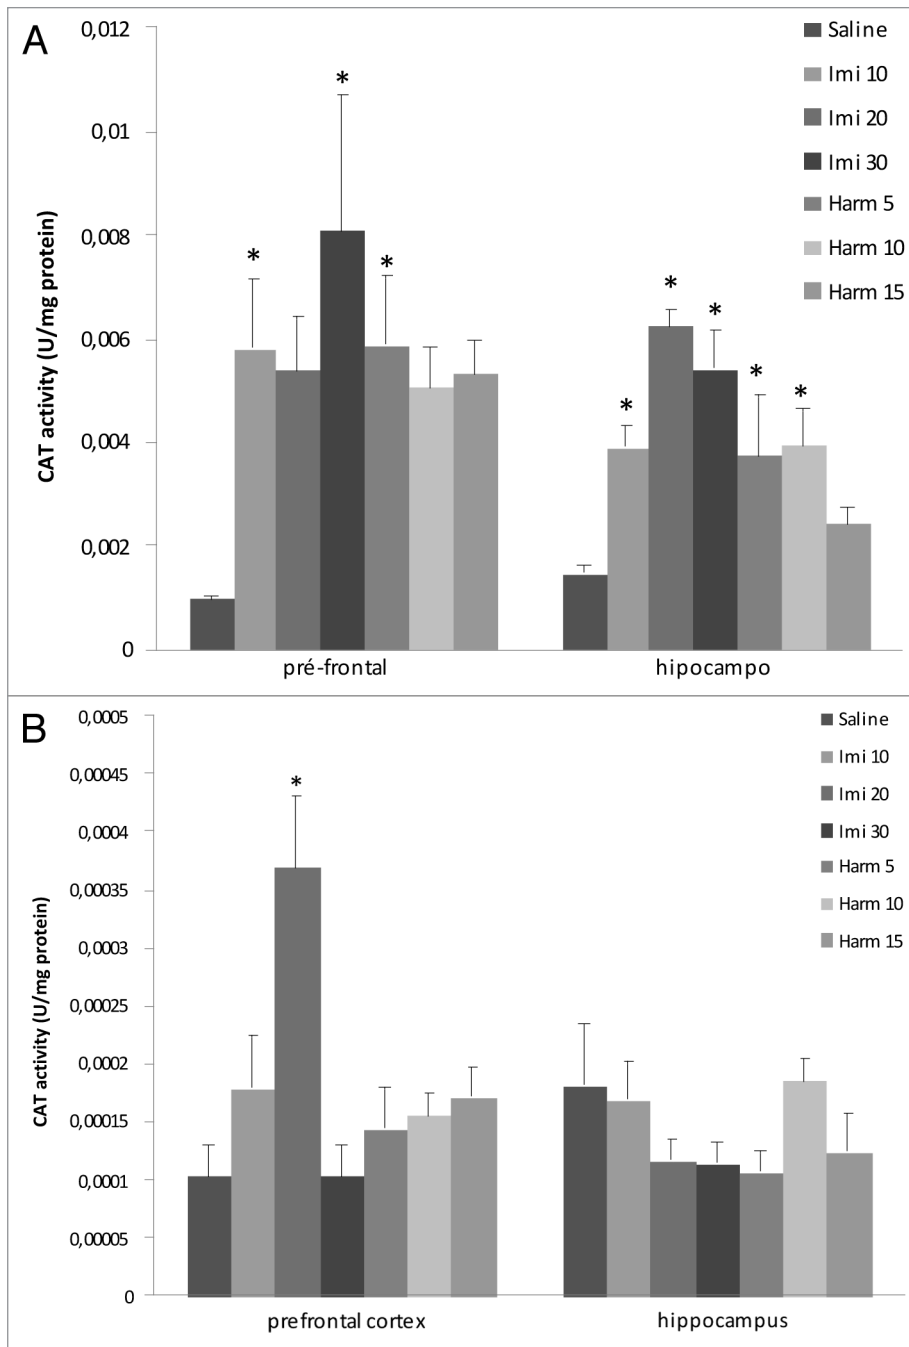 A
0,012
0,01
0,008
0,006
0,004
0,002
0
CAT activity (U/mg protein)
* * * * * * * *
Saline
Imi 10
Imi 20
Imi 30
Harm 5
Harm 10
Harm 15
pré-frontal hipocampo
B
0,0005
0,00045
0,0004
0,00035
0,0003
0,00025
0,0002
0,00015
0,0001
0,00005
0
CAT activity (U/mg protein)
*
Saline
Imi 10
Imi 20
Imi 30
Harm 5
Harm 10
Harm 15
prefrontal cortex hippocampus